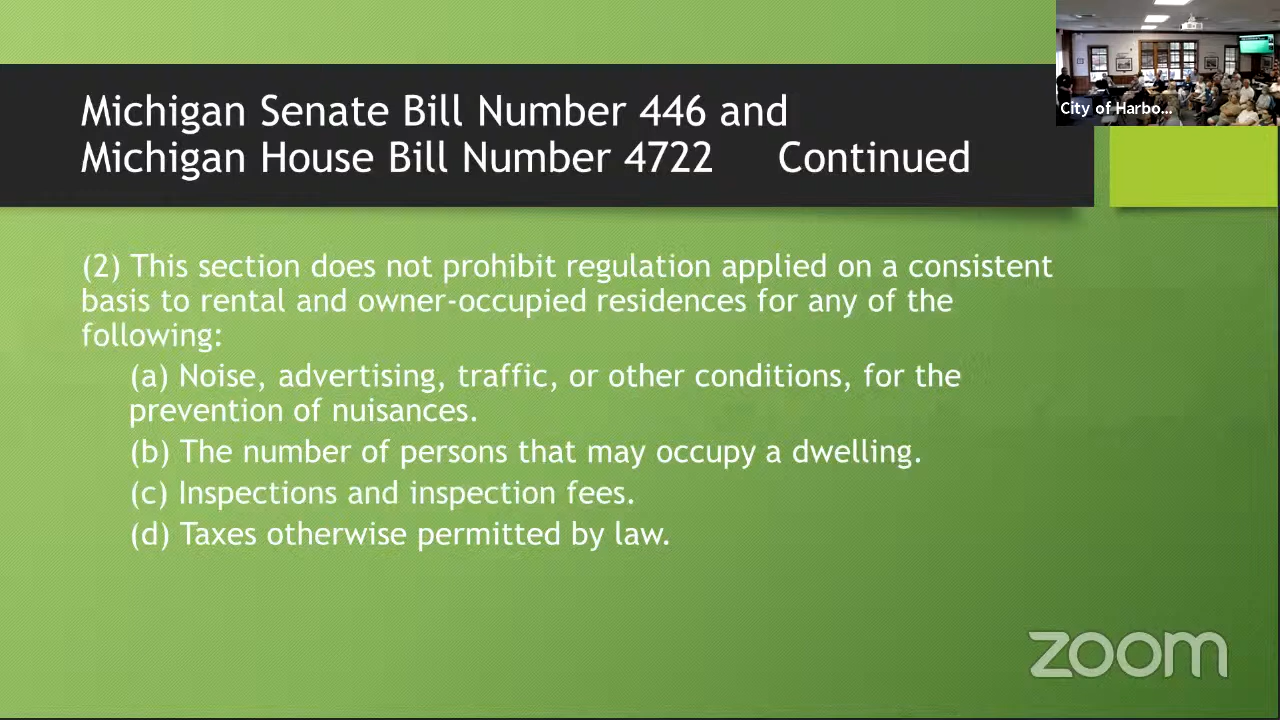 Michigan Senate Bill Number 446 and
Michigan House Bill Number 4722 Continued
City of Harbo...
(2) This section does not prohibit regulation applied on a consistent
basis to rental and owner-occupied residences for any of the
following:
(a) Noise, advertising, traffic, or other conditions, for the
prevention of nuisances.
(b) The number of persons that may occupy a dwelling.
(c) Inspections and inspection fees.
(d) Taxes otherwise permitted by law.
zoom